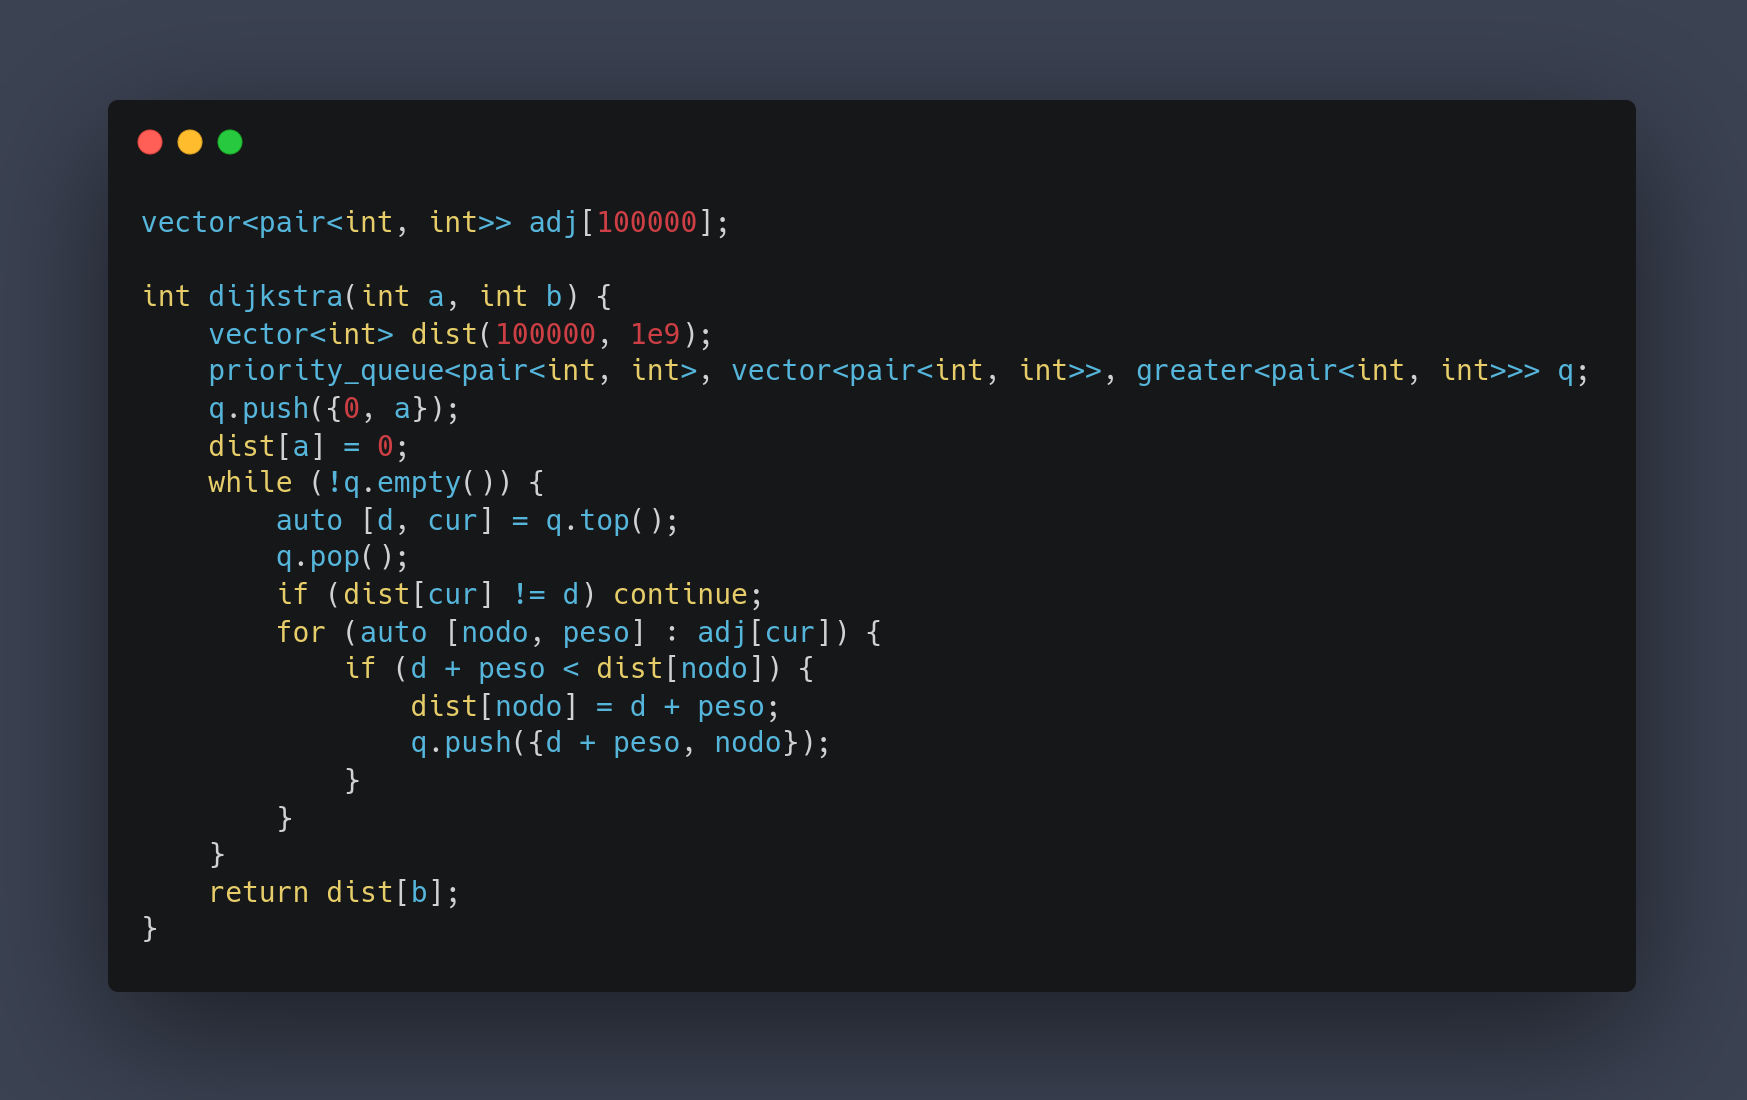 vector<pair<int, int>> adj[100000];

int dijkstra(int a, int b) {
    vector<int> dist(100000, 1e9);
    priority_queue<pair<int, int>, vector<pair<int, int>>, greater<pair<int, int>>> q;
    q.push({0, a});
    dist[a] = 0;
    while (!q.empty()) {
        auto [d, cur] = q.top();
        q.pop();
        if (dist[cur] != d) continue;
        for (auto [nodo, peso] : adj[cur]) {
            if (d + peso < dist[nodo]) {
                dist[nodo] = d + peso;
                q.push({d + peso, nodo});
            }
        }
    }
    return dist[b];
}